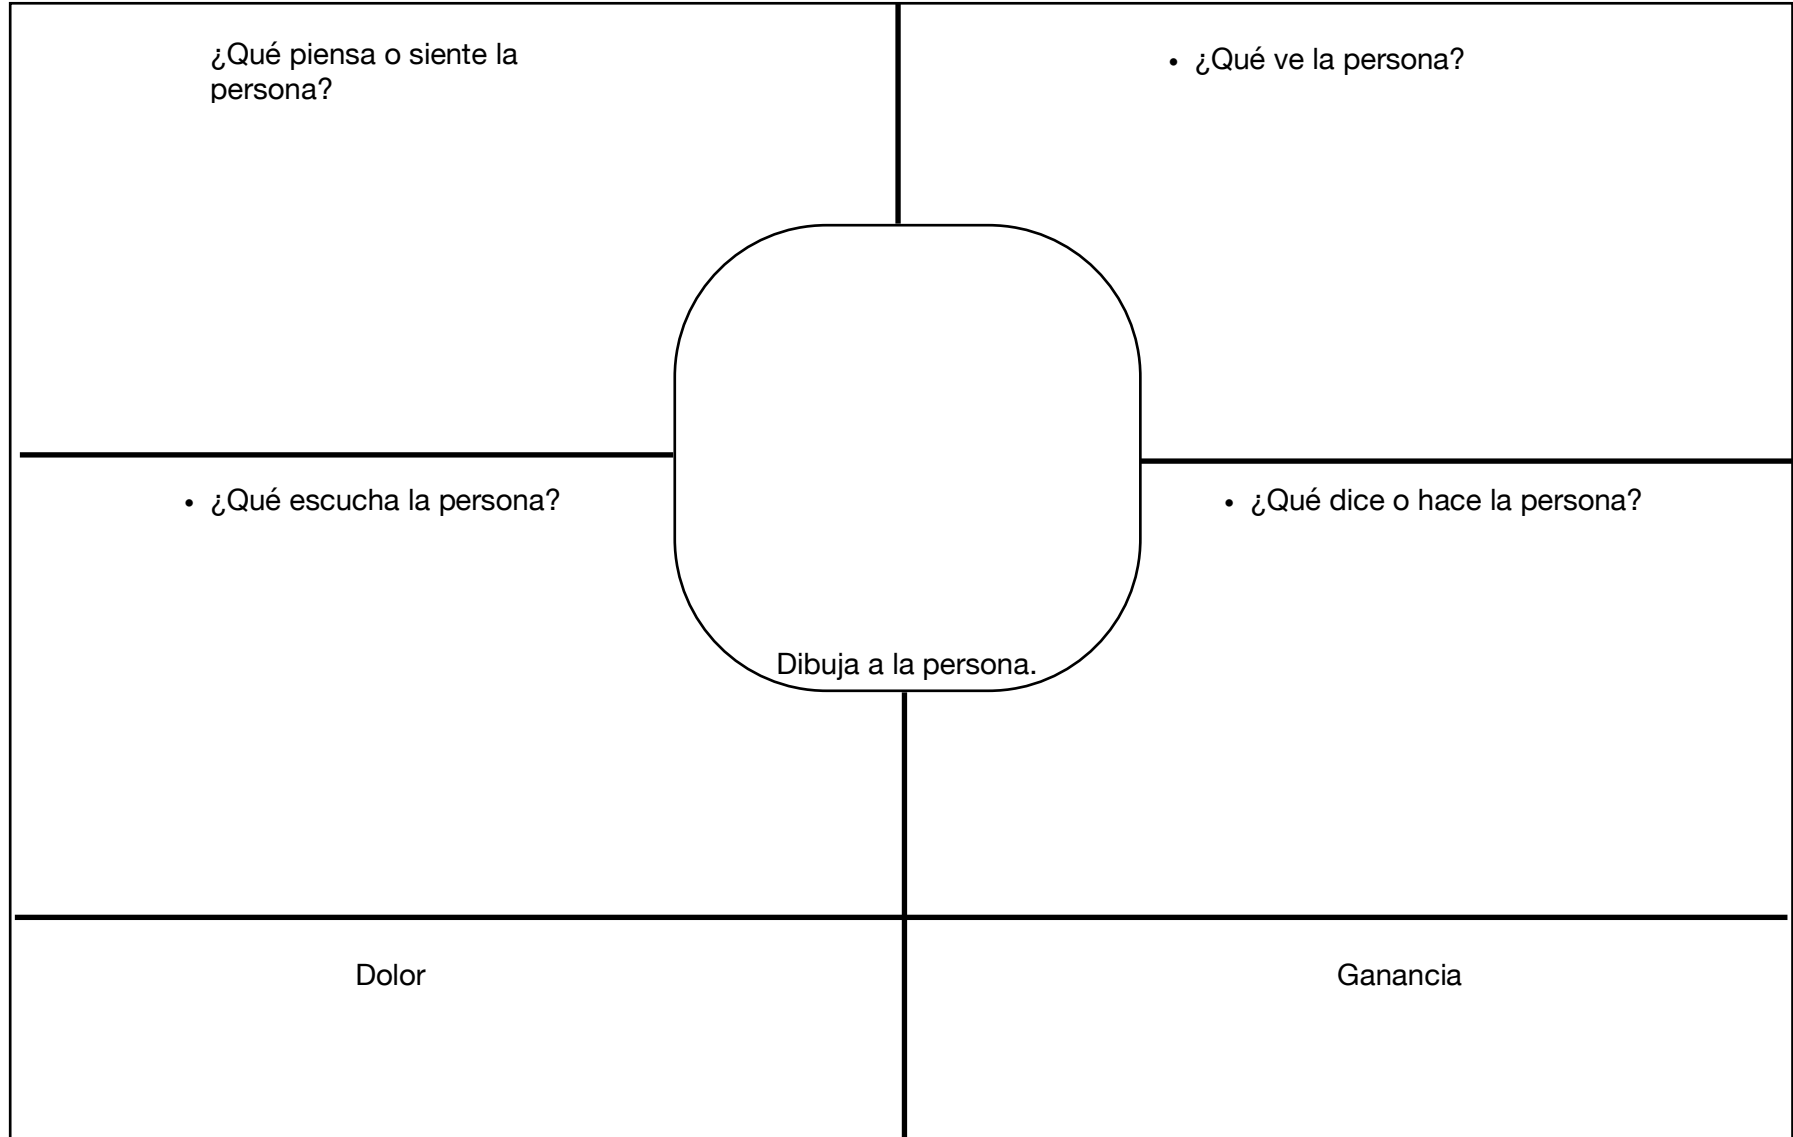 ¿Qué piensa o siente la
persona?
• ¿Qué ve la persona?
• ¿Qué escucha la persona?
• ¿Qué dice o hace la persona?
Dibuja a la persona.
Dolor
Ganancia